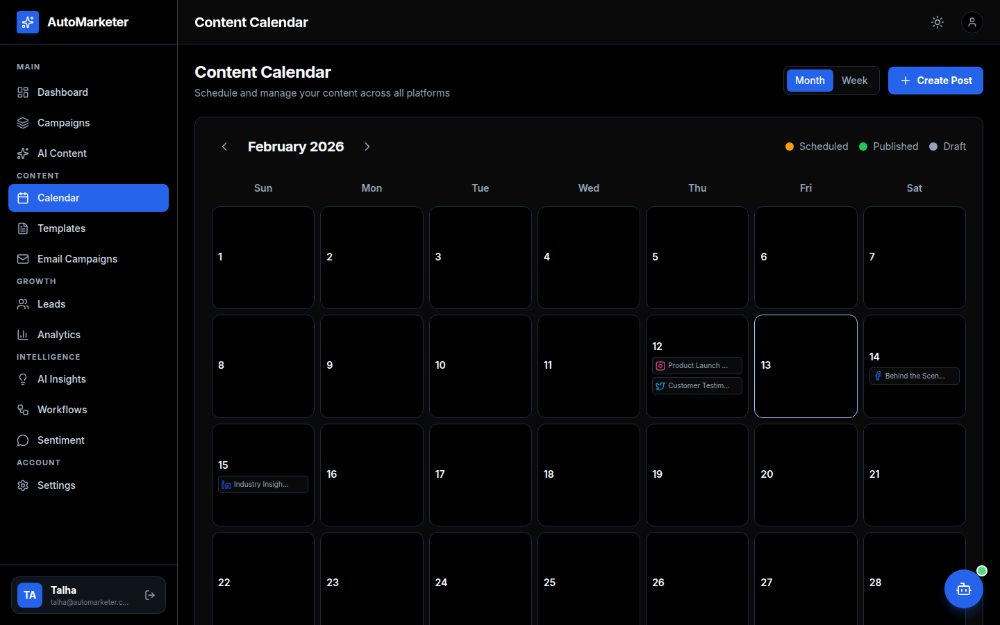 AutoMarketer
MAIN
Dashboard
Campaigns
AI Content
CONTENT
Calendar
Templates
Email Campaigns
GROWTH
Leads
Analytics
INTELLIGENCE
AI Insights
Workflows
Sentiment
ACCOUNT
Settings
TA
Talha
talha@automarketer.c...
Content Calendar
Content Calendar
Schedule and manage your content across all platforms
Month Week
Create Post
February 2026
Scheduled Published Draft
Sun Mon Tue Wed Thu Fri Sat
1 2 3 4 5 6 7
8 9 10 11 12 13 14
Product Launch ...
Customer Testim...
Behind the Scen...
15 16 17 18 19 20 21
Industry Insigh...
22 23 24 25 26 27 28